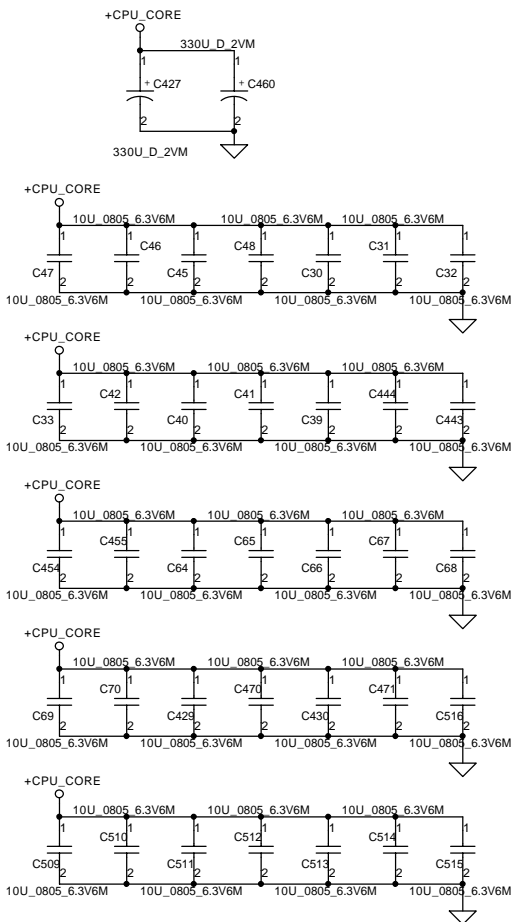 +CPU_CORE
330U_D_2VM
1 1
+ C427 + C460
2 2
330U_D_2VM
+CPU_CORE
10U_0805_6.3V6M 10U_0805_6.3V6M 10U_0805_6.3V6M
1 1 1 1 1 1 1
C46 C48 C31
C47 C45 C30 C32
2 2 2 2 2 2 2
10U_0805_6.3V6M 10U_0805_6.3V6M 10U_0805_6.3V6M 10U_0805_6.3V6M
+CPU_CORE
10U_0805_6.3V6M 10U_0805_6.3V6M 10U_0805_6.3V6M
1 1 1 1 1 1 1
C42 C41 C444
C33 C40 C39 C443
2 2 2 2 2 2 2
10U_0805_6.3V6M 10U_0805_6.3V6M 10U_0805_6.3V6M 10U_0805_6.3V6M
+CPU_CORE
10U_0805_6.3V6M 10U_0805_6.3V6M 10U_0805_6.3V6M
1 1 1 1 1 1 1
C455 C65 C67
C454 C64 C66 C68
2 2 2 2 2 2 2
10U_0805_6.3V6M 10U_0805_6.3V6M 10U_0805_6.3V6M 10U_0805_6.3V6M
+CPU_CORE
10U_0805_6.3V6M 10U_0805_6.3V6M 10U_0805_6.3V6M
1 1 1 1 1 1 1
C70 C470 C471
C69 C429 C430 C516
2 2 2 2 2 2 2
10U_0805_6.3V6M 10U_0805_6.3V6M 10U_0805_6.3V6M 10U_0805_6.3V6M
+CPU_CORE
10U_0805_6.3V6M 10U_0805_6.3V6M 10U_0805_6.3V6M
1 1 1 1 1 1 1
C510 C512 C514
C509 C511 C513 C515
2 2 2 2 2 2 2
10U_0805_6.3V6M 10U_0805_6.3V6M 10U_0805_6.3V6M 10U_0805_6.3V6M